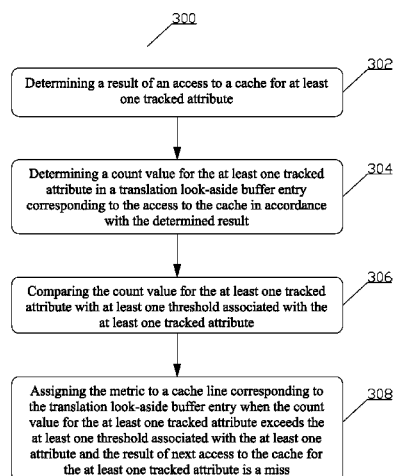 300
302
Determining a result of an access to a cache for at least
one tracked attribute
304
Determining a count value for the at least one tracked
attribute in a translation look-aside buffer entry
corresponding to the access to the cache in accordance
with the determined result
306
Comparing the count value for the at least one tracked
attribute with at least one threshold associated with the
at least one tracked attribute
308
Assigning the metric to a cache line corresponding to
the translation look-aside buffer entry when the count
value for the at least one tracked attribute exceeds the
at least one threshold associated with the at least one
attribute and the result of next access to the cache for
the at least one tracked attribute is a miss